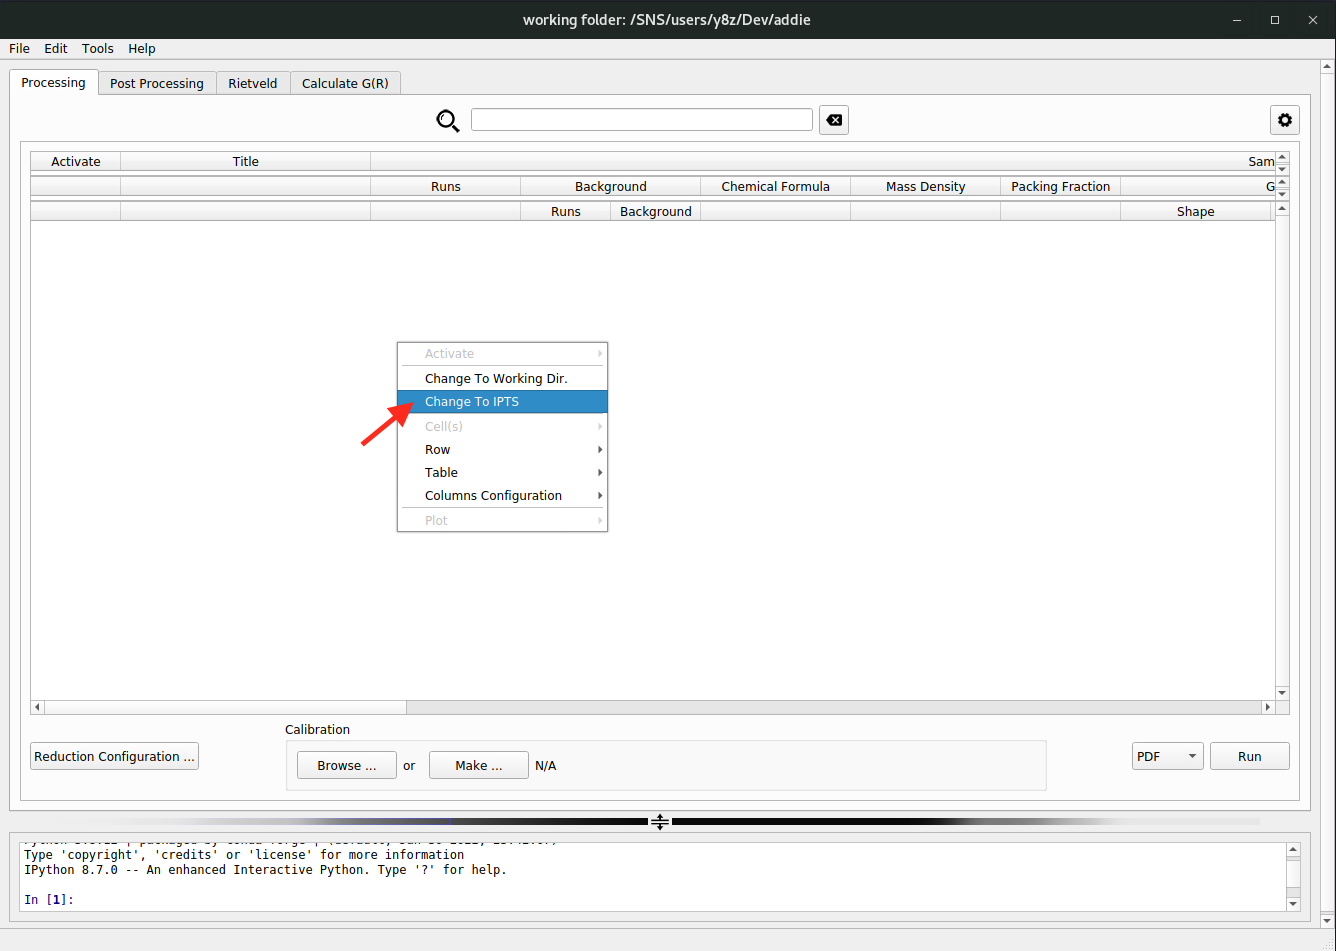 working folder: /SNS/users/y8z/Dev/addie
File Edit Tools Help
Processing Post Processing Rietveld Calculate G(R)
Activate Title Sam
Runs Background Chemical Formula Mass Density Packing Fraction G
Runs Background Shape
Activate
Change To Working Dir.
Change To IPTS
Cell(s)
Row
Table
Columns Configuration
Plot
Calibration
Reduction Configuration ...
Browse ... or Make ... N/A
PDF Run
Type 'copyright', 'credits' or 'license' for more information
IPython 8.7.0 -- An enhanced Interactive Python. Type '?' for help.
In [1]: